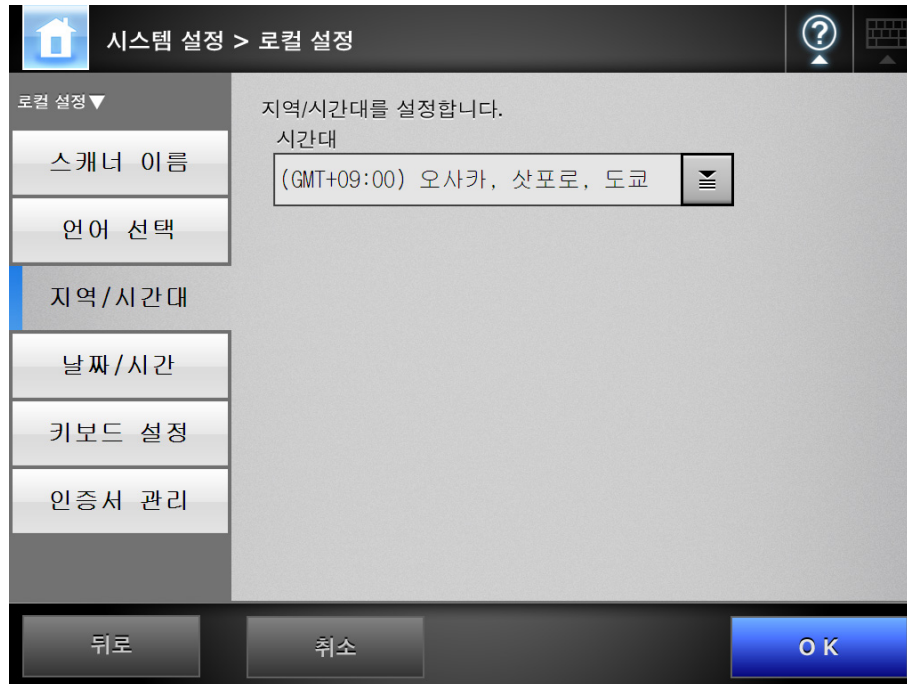 시스템 설정 > 로컬 설정
?
로컬 설정▼
스캐너 이름
언어 선택
지역/시간대
날짜/시간
키보드 설정
인증서 관리
지역/시간대를 설정합니다.
시간대
(GMT+09:00) 오사카, 삿포로, 도쿄
뒤로
취소
OK